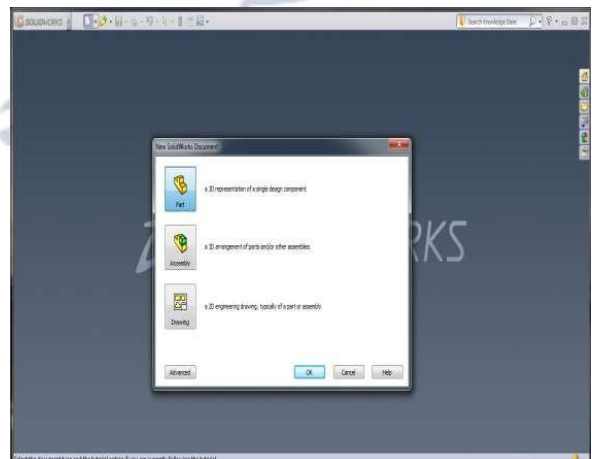 SOLIDWORKS
Search Knowledge Base
New SolidWorks Document
Part
a 3D representation of a single design component
Assembly
a 3D arrangement of parts and/or other assemblies
RKS
Drawing
a 2D engineering drawing, typically of a part or assembly
Advanced
OK
Cancel
Help